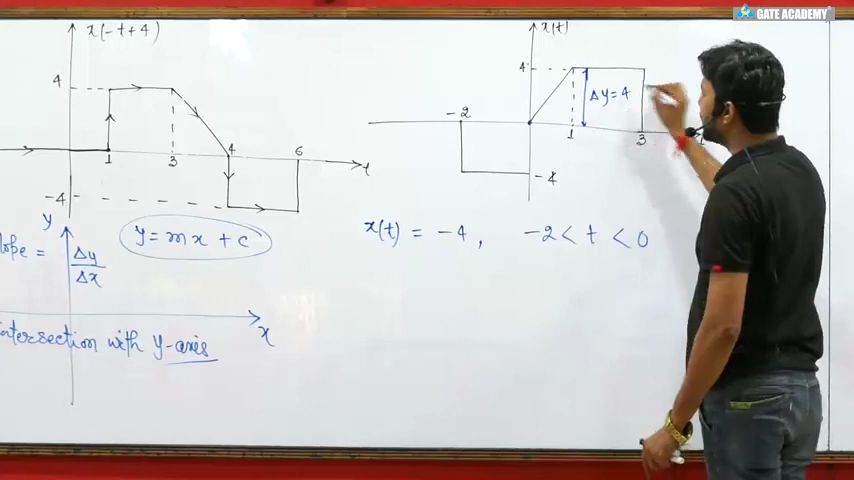 GATE ACADEMY
x(-t+4)
4
1
3
4
6
t
-4
x(t)
4
Δy=4
-2
1
3
-4
y
y = mx + c
lope = Δy
Δx
x
intersection with y-axis
x(t) = -4, -2 < t < 0